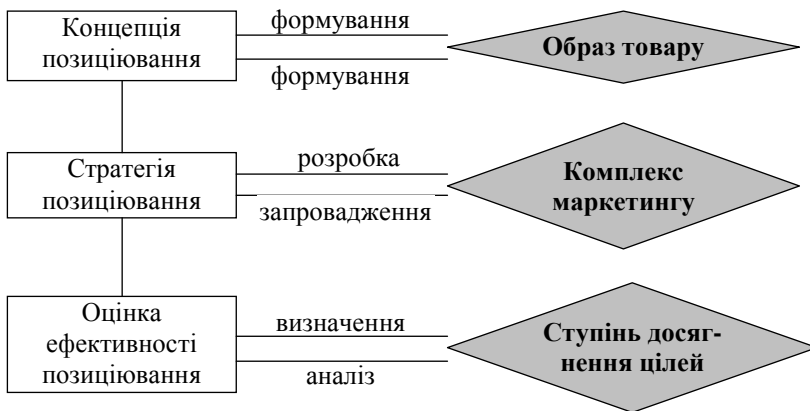 Концепція
позиціювання
формування
формування
Образ товару
Стратегія
позиціювання
розробка
запровадження
Комплекс
маркетингу
Оцінка
ефективності
позиціювання
визначення
аналіз
Ступінь досяг-
нення цілей